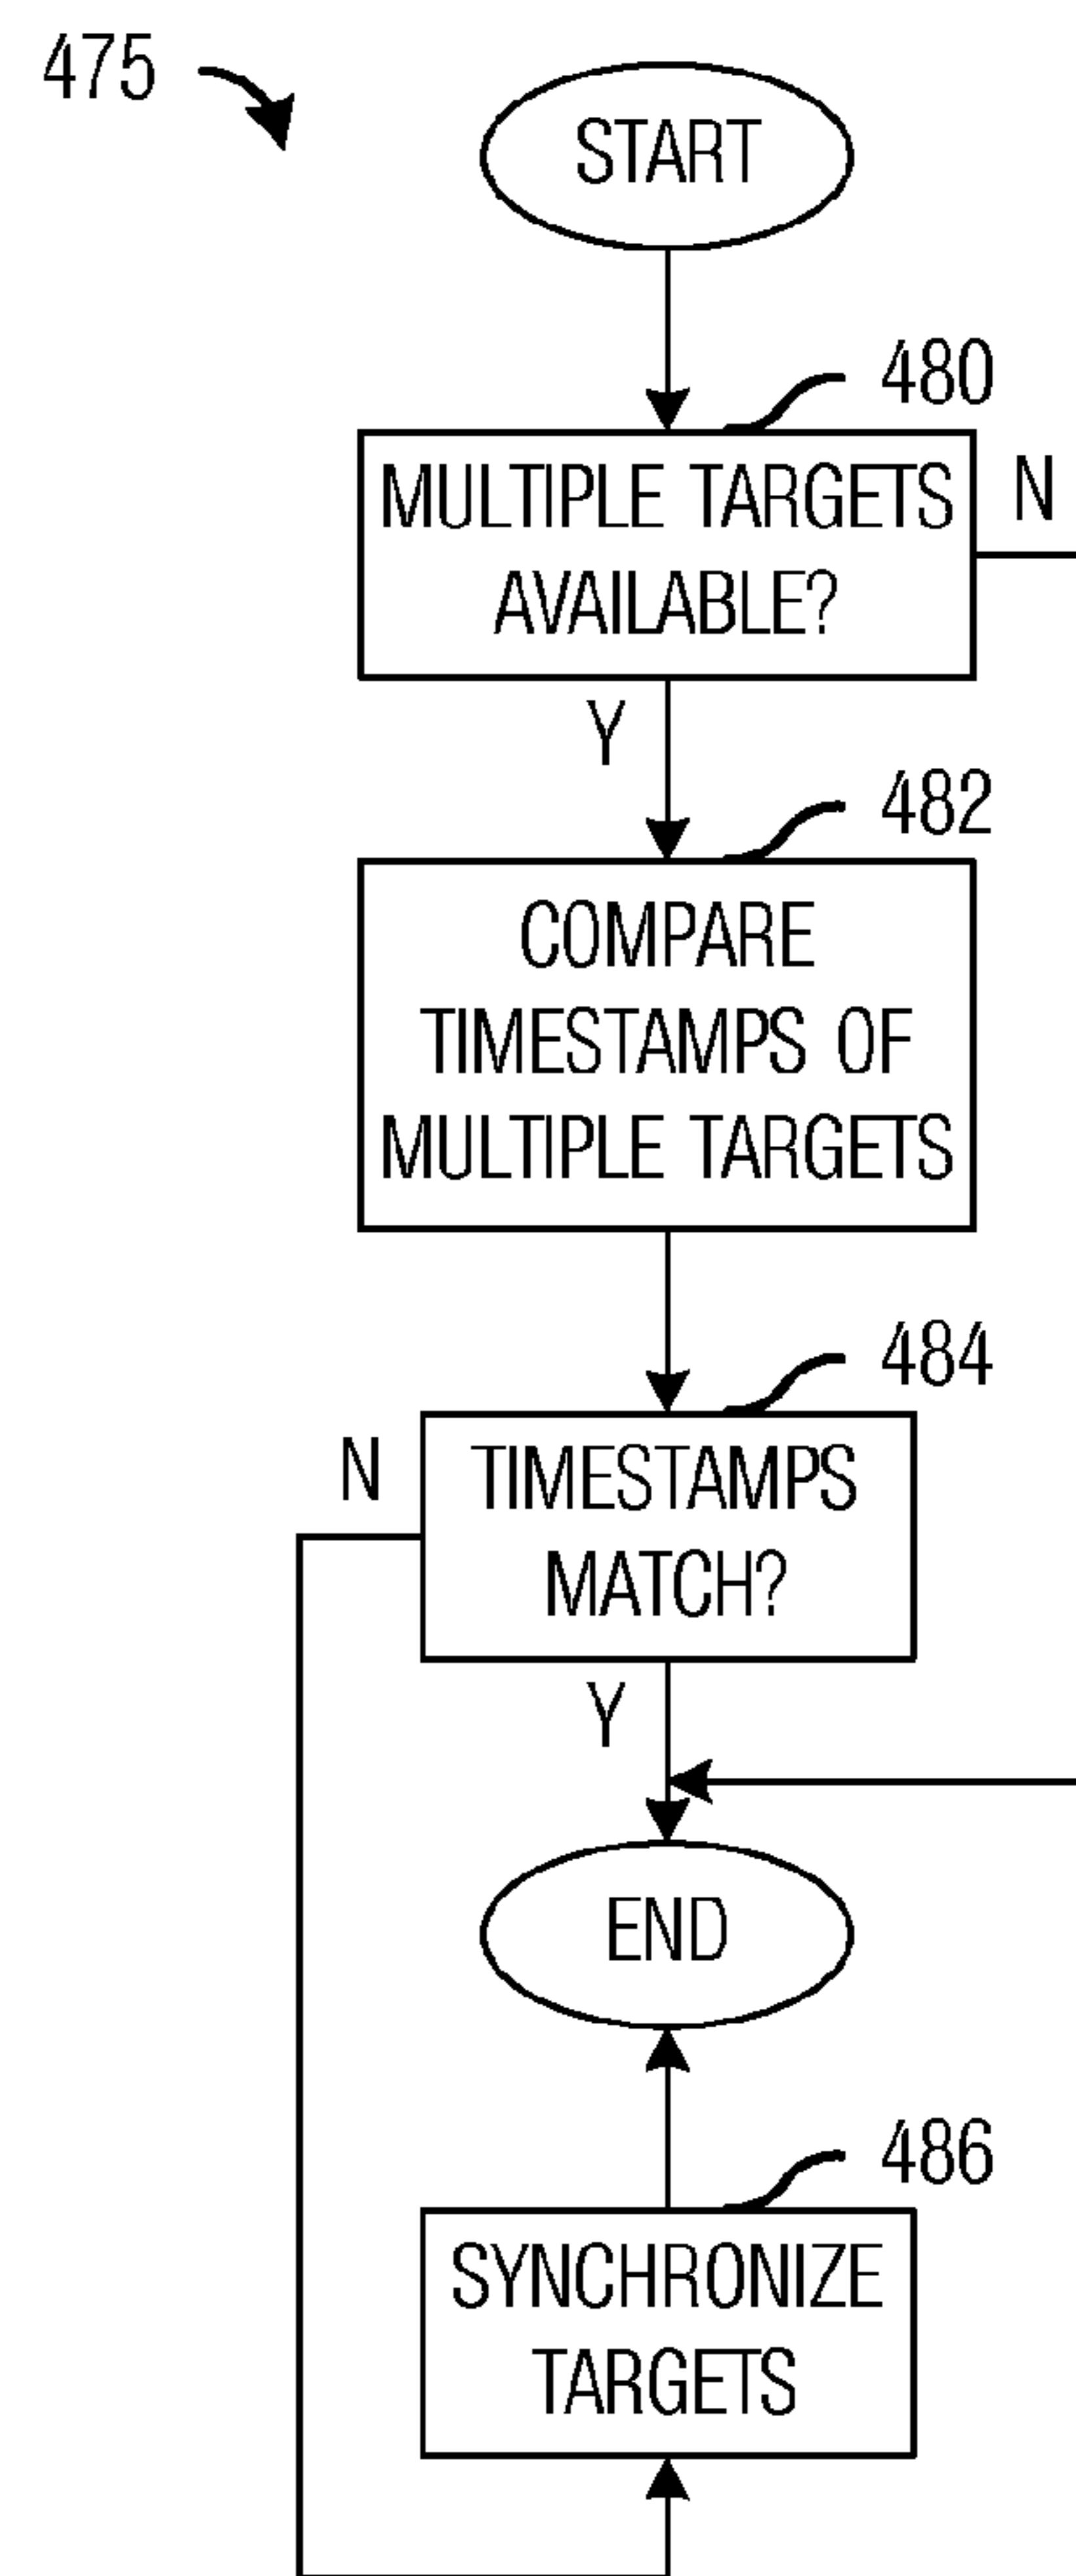 475
START
480
MULTIPLE TARGETS
AVAILABLE?
N
Y
482
COMPARE
TIMESTAMPS OF
MULTIPLE TARGETS
484
N
TIMESTAMPS
MATCH?
Y
END
486
SYNCHRONIZE
TARGETS